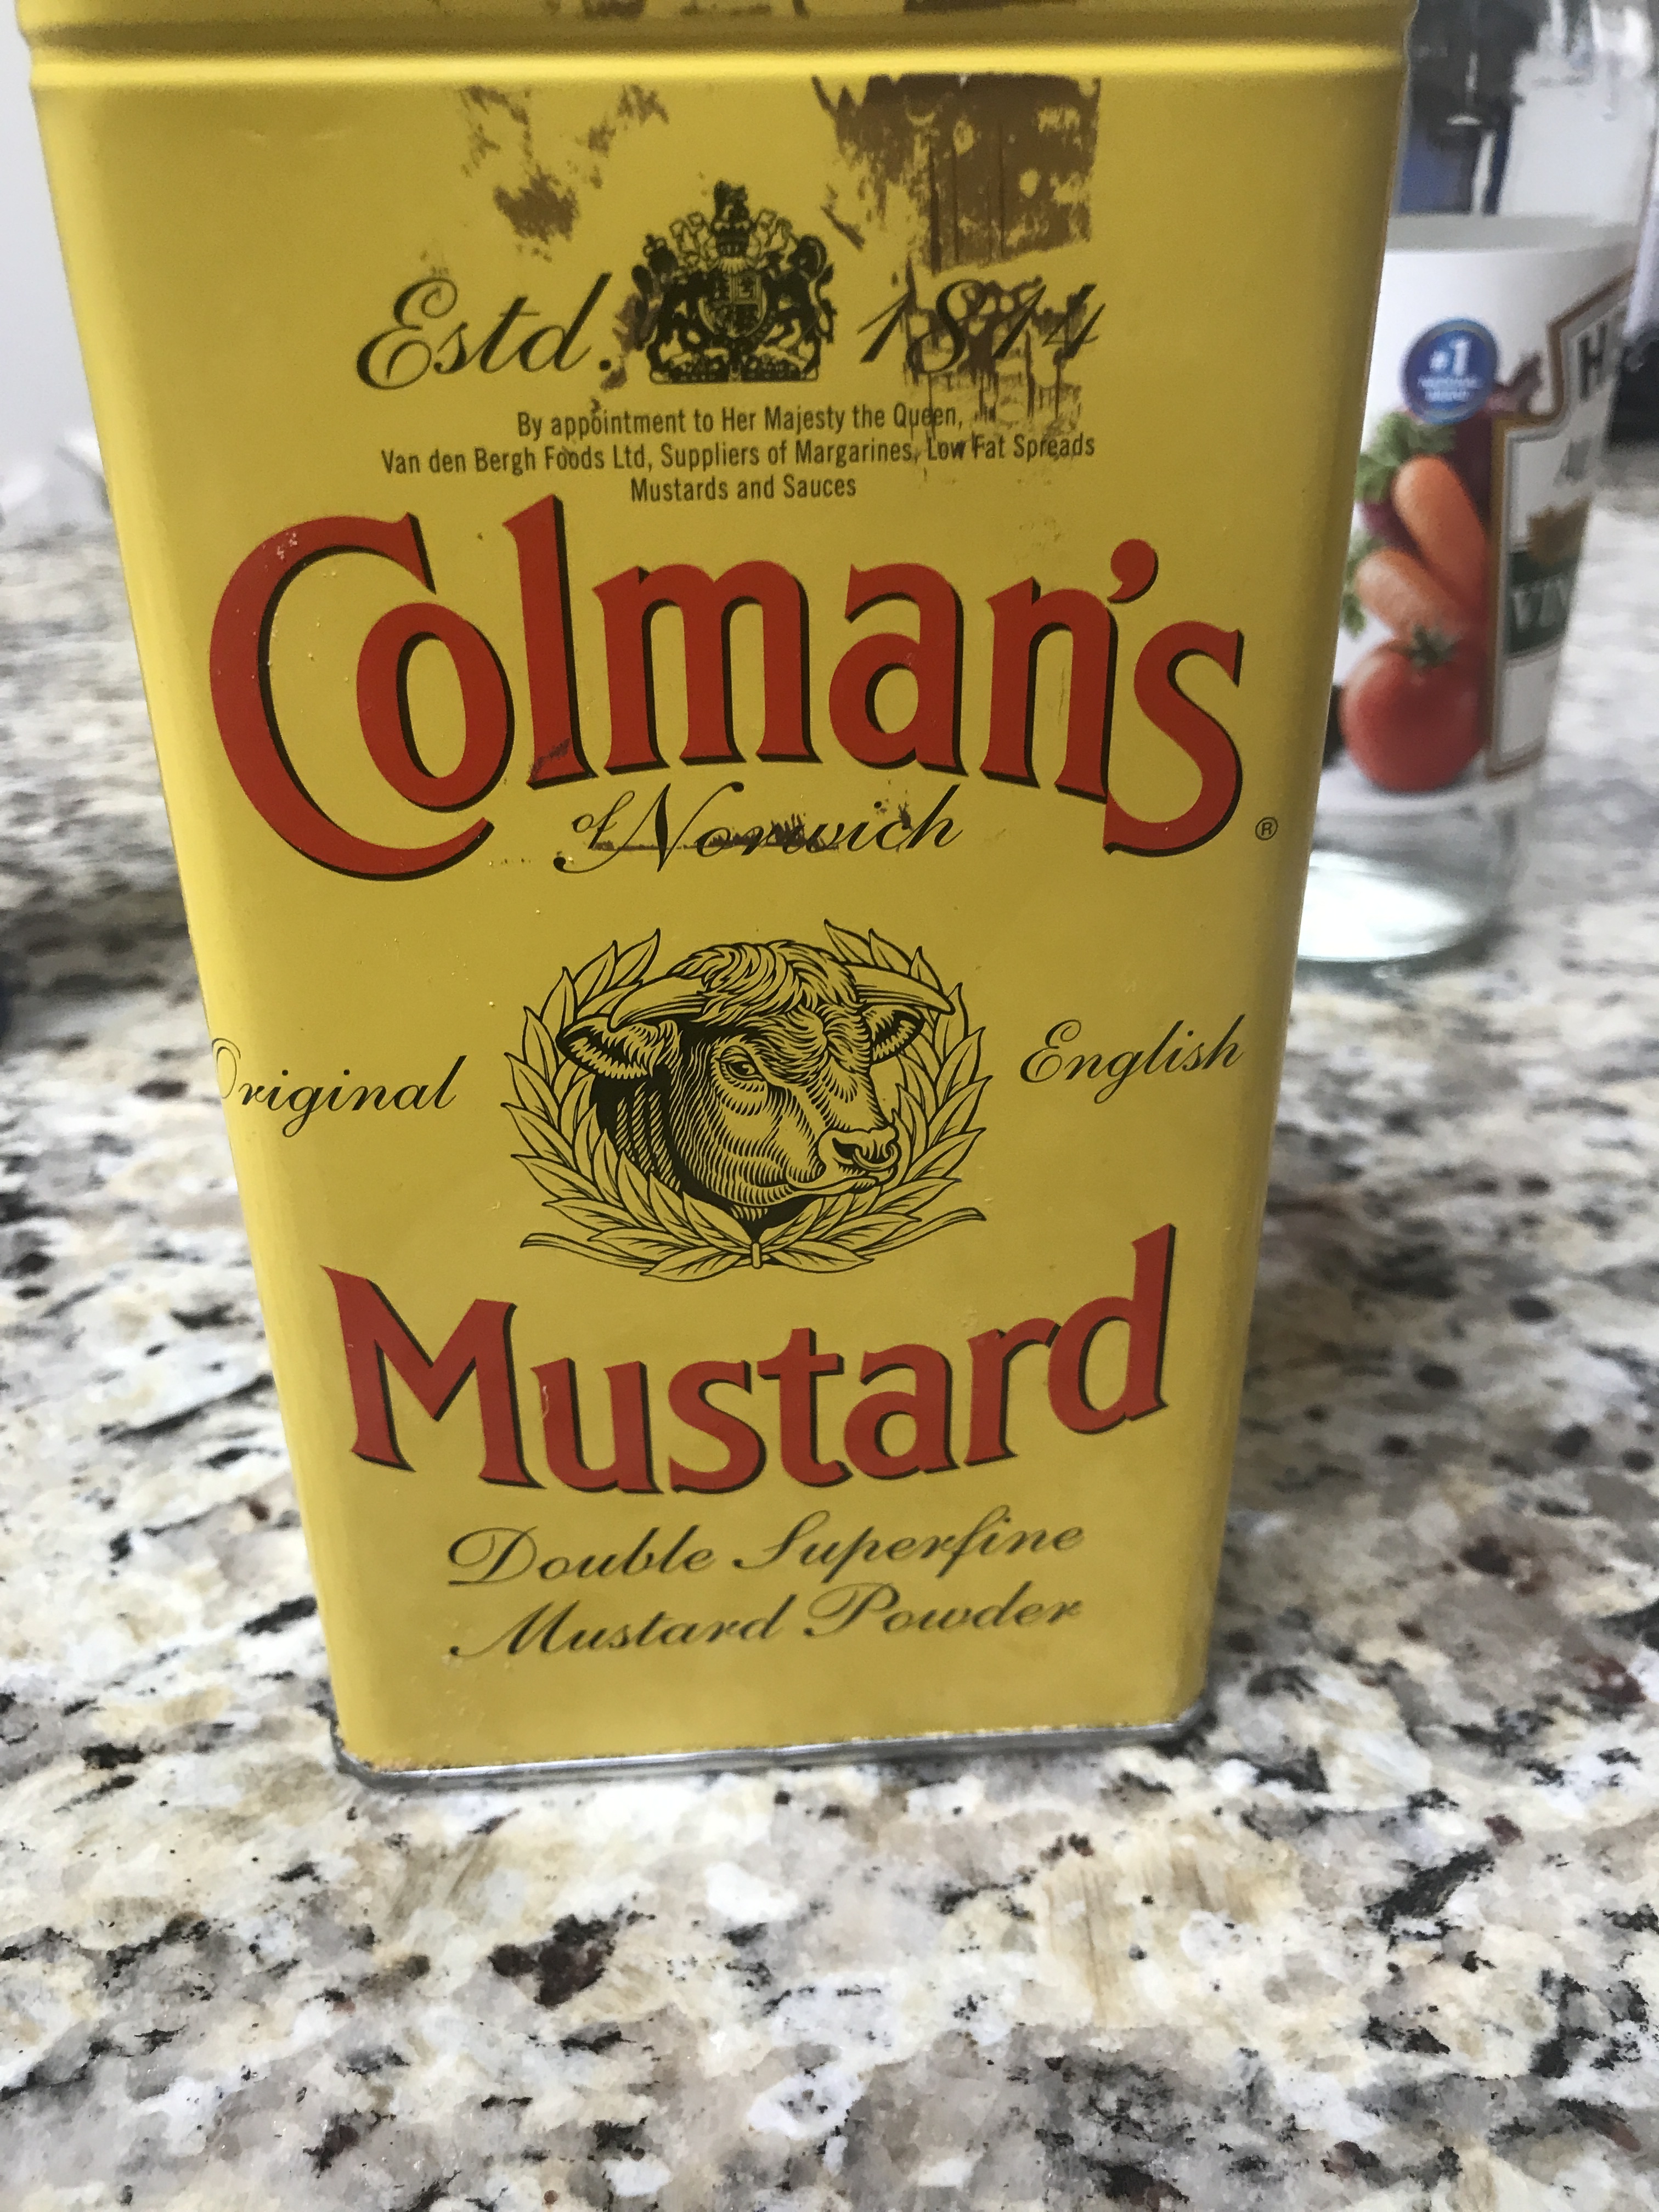 Estd. 1814
By appointment to Her Majesty the Queen,
Van den Bergh Foods Ltd, Suppliers of Margarines, Low Fat Spreads
Mustards and Sauces
Colman's
of Norwich
®
Original English
Mustard
Double Superfine
Mustard Powder
#1
H
VIN